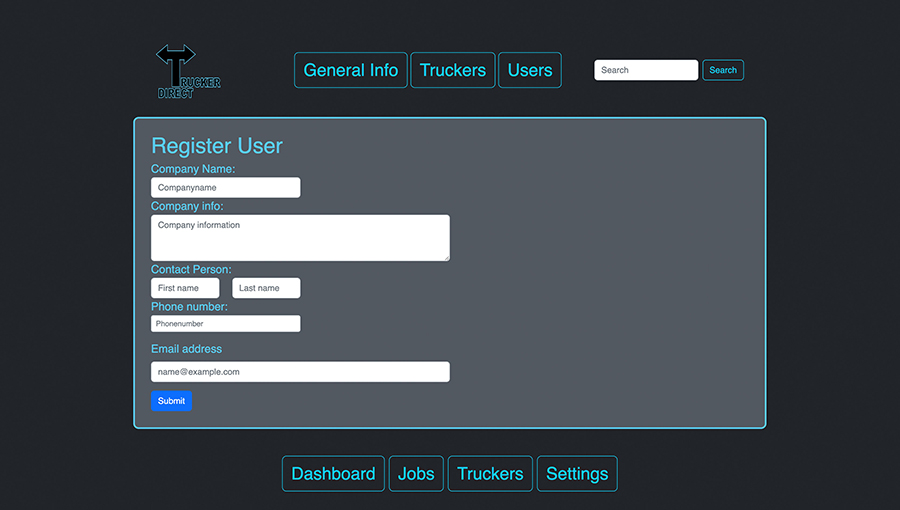 TRUCKER
DIRECT
General Info Truckers Users Search Search
Register User
Company Name:
Companyname
Company info:
Company information
Contact Person:
First name Last name
Phone number:
Phonenumber
Email address
name@example.com
Submit
Dashboard Jobs Truckers Settings